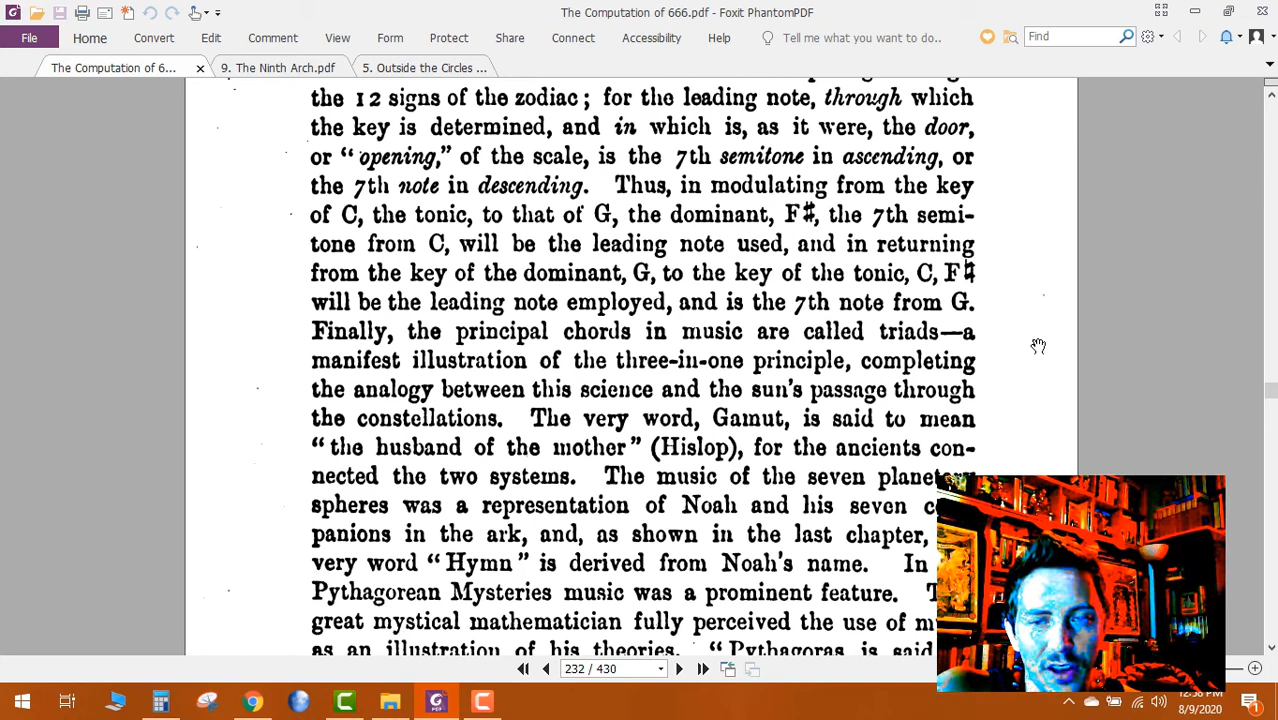 The Computation of 666.pdf - Foxit PhantomPDF
File Home Convert Edit Comment View Form Protect Share Connect Accessibility Help Tell me what you want to do.. Find
The Computation of 6... 9. The Ninth Arch.pdf 5. Outside the Circles ...
the 12 signs of the zodiac; for the leading note, through which
the key is determined, and in which is, as it were, the door,
or "opening," of the scale, is the 7th semitone in ascending, or
the 7th note in descending. Thus, in modulating from the key
of C, the tonic, to that of G, the dominant, F♯, the 7th semi-
tone from C, will be the leading note used, and in returning
from the key of the dominant, G, to the key of the tonic, C, F♯
will be the leading note employed, and is the 7th note from G.
Finally, the principal chords in music are called triads—a
manifest illustration of the three-in-one principle, completing
the analogy between this science and the sun's passage through
the constellations. The very word, Gamut, is said to mean
"the husband of the mother" (Hislop), for the ancients con-
nected the two systems. The music of the seven planetary
spheres was a representation of Noah and his seven
panions in the ark, and, as shown in the last chapter,
very word "Hymn" is derived from Noah's name. In
Pythagorean Mysteries music was a prominent feature.
great mystical mathematician fully perceived the use of
as an illustration of his theories. "Pythagoras is said
232 / 430
12:58 PM
8/9/2020